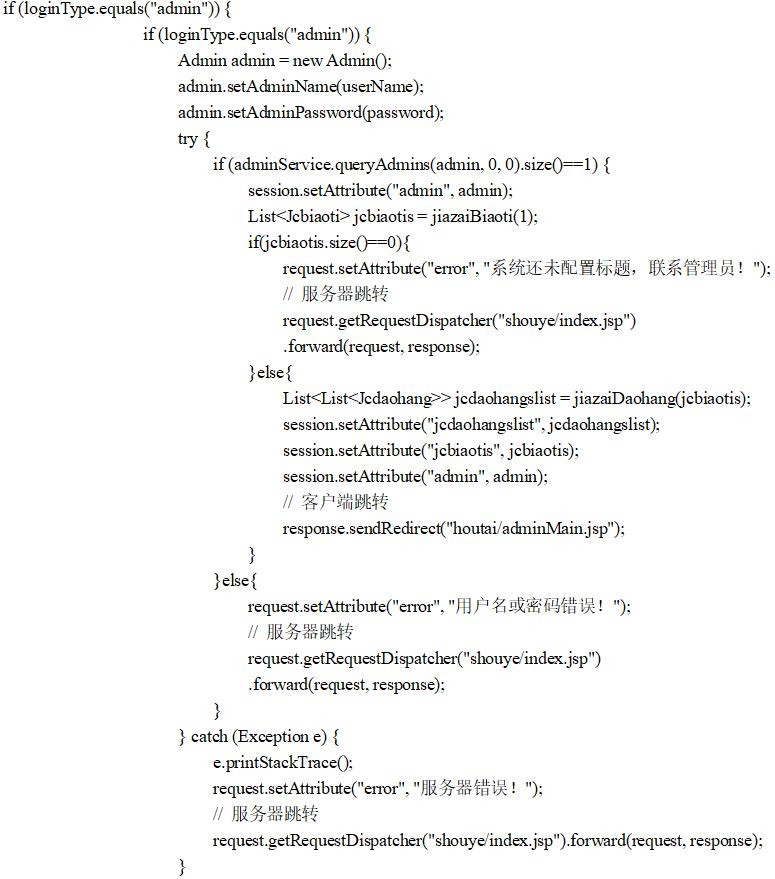 if (loginType.equals("admin")) {
if (loginType.equals("admin")) {
Admin admin = new Admin();
admin.setAdminName(userName);
admin.setAdminPassword(password);
try {
if (adminService.queryAdmins(admin, 0, 0).size()==1) {
session.setAttribute("admin", admin);
List<Jcbiaoti> jcbiaotis = jiazaiBiaoti(1);
if(jcbiaotis.size()==0){
request.setAttribute("error", "系统还未配置标题，联系管理员！");
// 服务器跳转
request.getRequestDispatcher("shouye/index.jsp")
.forward(request, response);
}else{
List<List<Jcdaohang>> jcdaohangslist = jiazaiDaohang(jcbiaotis);
session.setAttribute("jcdaohangslist", jcdaohangslist);
session.setAttribute("jcbiaotis", jcbiaotis);
session.setAttribute("admin", admin);
// 客户端跳转
response.sendRedirect("houtai/adminMain.jsp");
}
}else{
request.setAttribute("error", "用户名或密码错误！");
// 服务器跳转
request.getRequestDispatcher("shouye/index.jsp")
.forward(request, response);
}
} catch (Exception e) {
e.printStackTrace();
request.setAttribute("error", "服务器错误！");
// 服务器跳转
request.getRequestDispatcher("shouye/index.jsp").forward(request, response);
}